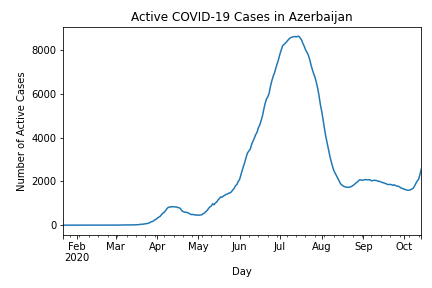 Active COVID-19 Cases in Azerbaijan
Number of Active Cases
8000
6000
4000
2000
0
Feb Mar Apr May Jun Jul Aug Sep Oct
2020
Day